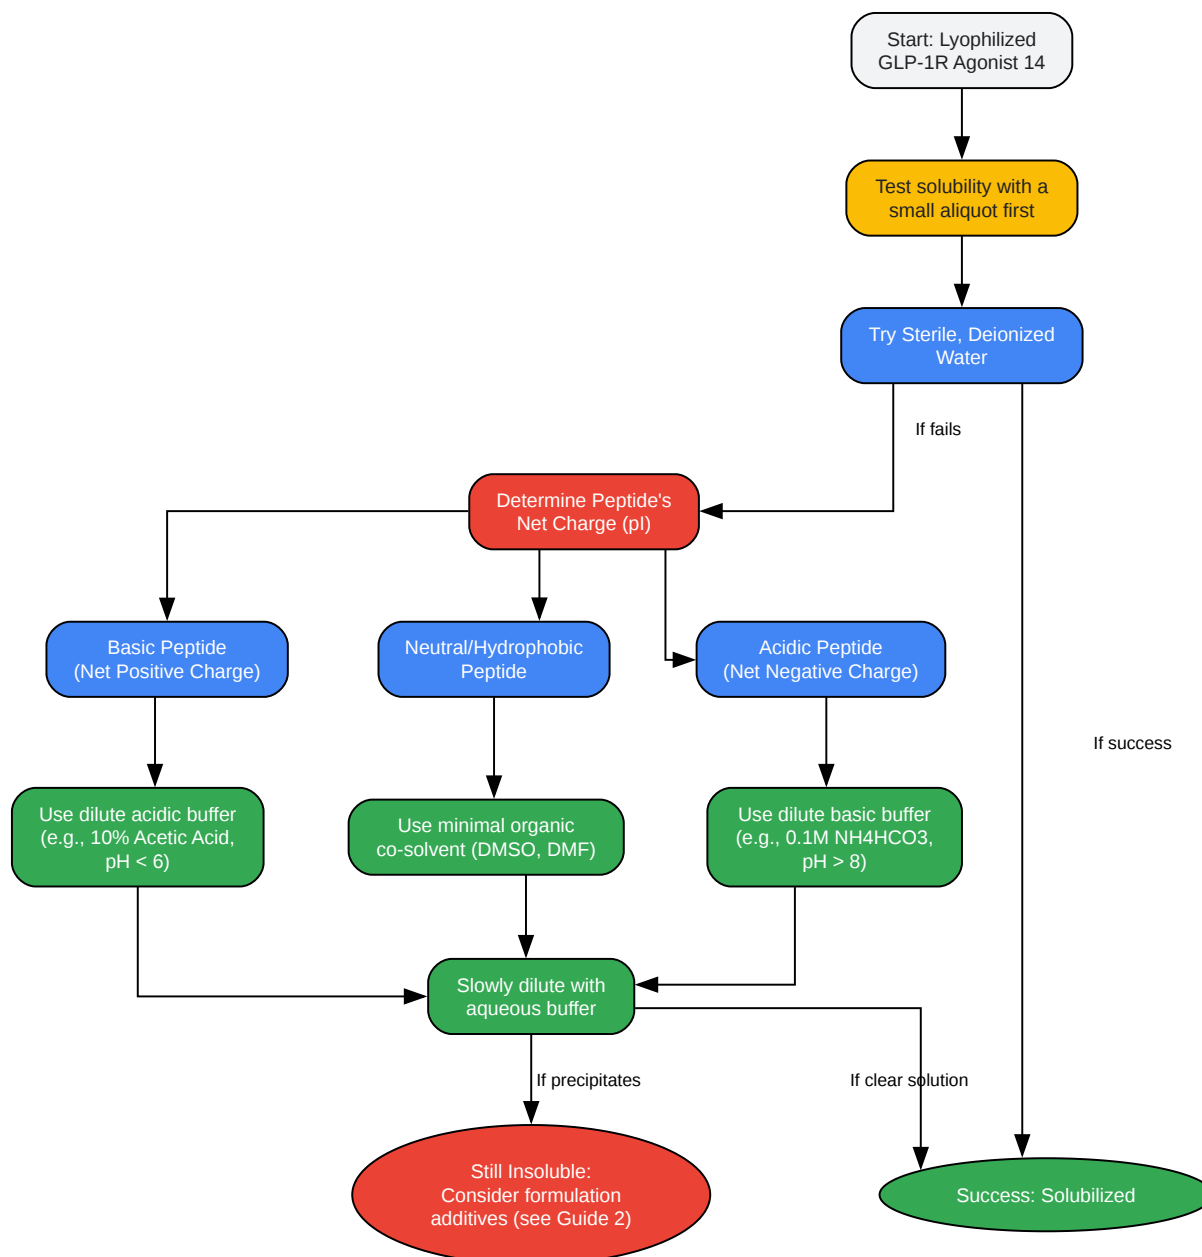 Start: Lyophilized
GLP-1R Agonist 14
Test solubility with a
small aliquot first
Try Sterile, Deionized
Water
If fails
Determine Peptide's
Net Charge (pI)
Basic Peptide
(Net Positive Charge)
Neutral/Hydrophobic
Peptide
Acidic Peptide
(Net Negative Charge)
If success
Use dilute acidic buffer
(e.g., 10% Acetic Acid,
pH < 6)
Use minimal organic
co-solvent (DMSO, DMF)
Use dilute basic buffer
(e.g., 0.1M NH4HCO3,
pH > 8)
Slowly dilute with
aqueous buffer
If precipitates
If clear solution
Still Insoluble:
Consider formulation
additives (see Guide 2)
Success: Solubilized